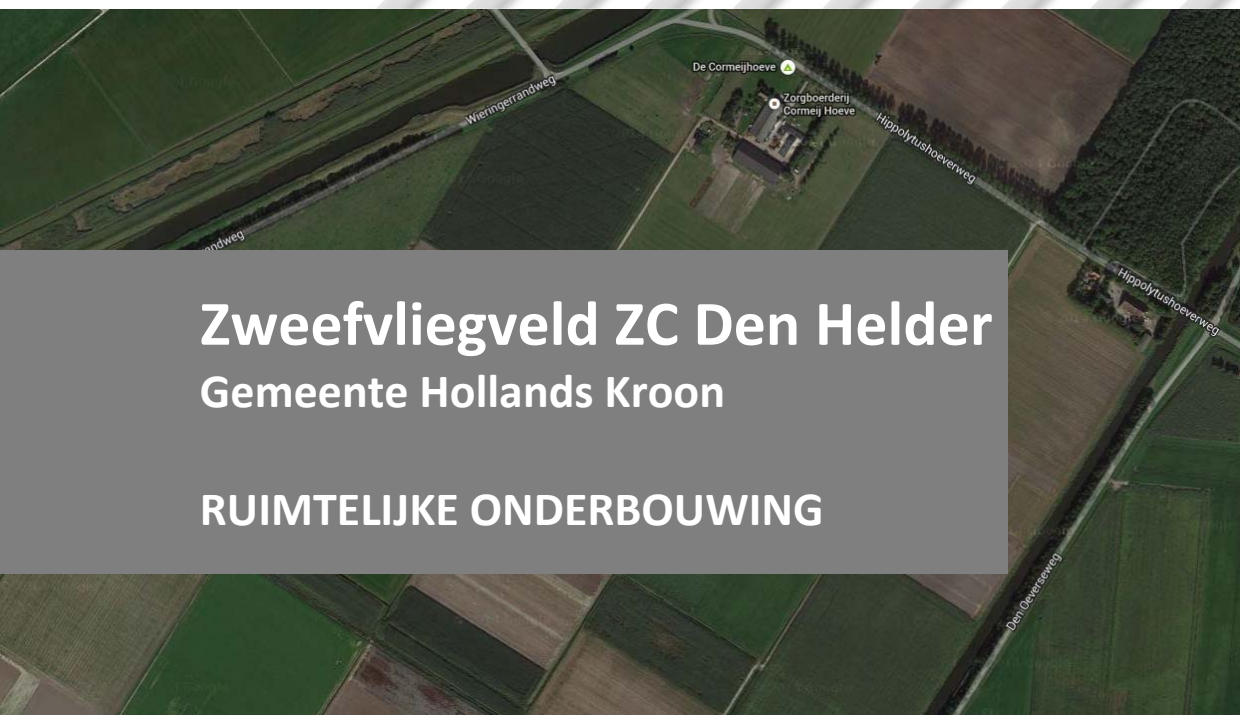 De Cormeijhoeve
Zorgboerderij
Cormeij Hoeve
Wieringerrandweg
Hippolytushoeverweg
andweg
Zweefvliegveld ZC Den Helder
Gemeente Hollands Kroon
Hippolytushoeverweg
RUIMTELIJKE ONDERBOUWING
Den Oeverseweg